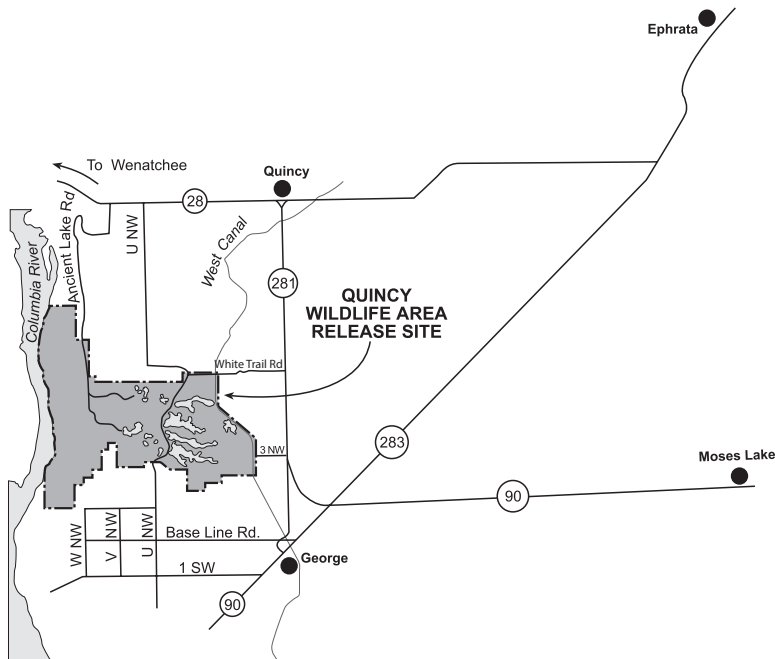 Ephrata
To Wenatchee
Quincy
28
Ancient Lake Rd
U NW
West Canal
Columbia River
281
QUINCY
WILDLIFE AREA
RELEASE SITE
White Trail Rd
283
3 NW
Moses Lake
90
W NW
V NW
U NW
Base Line Rd.
George
1 SW
90